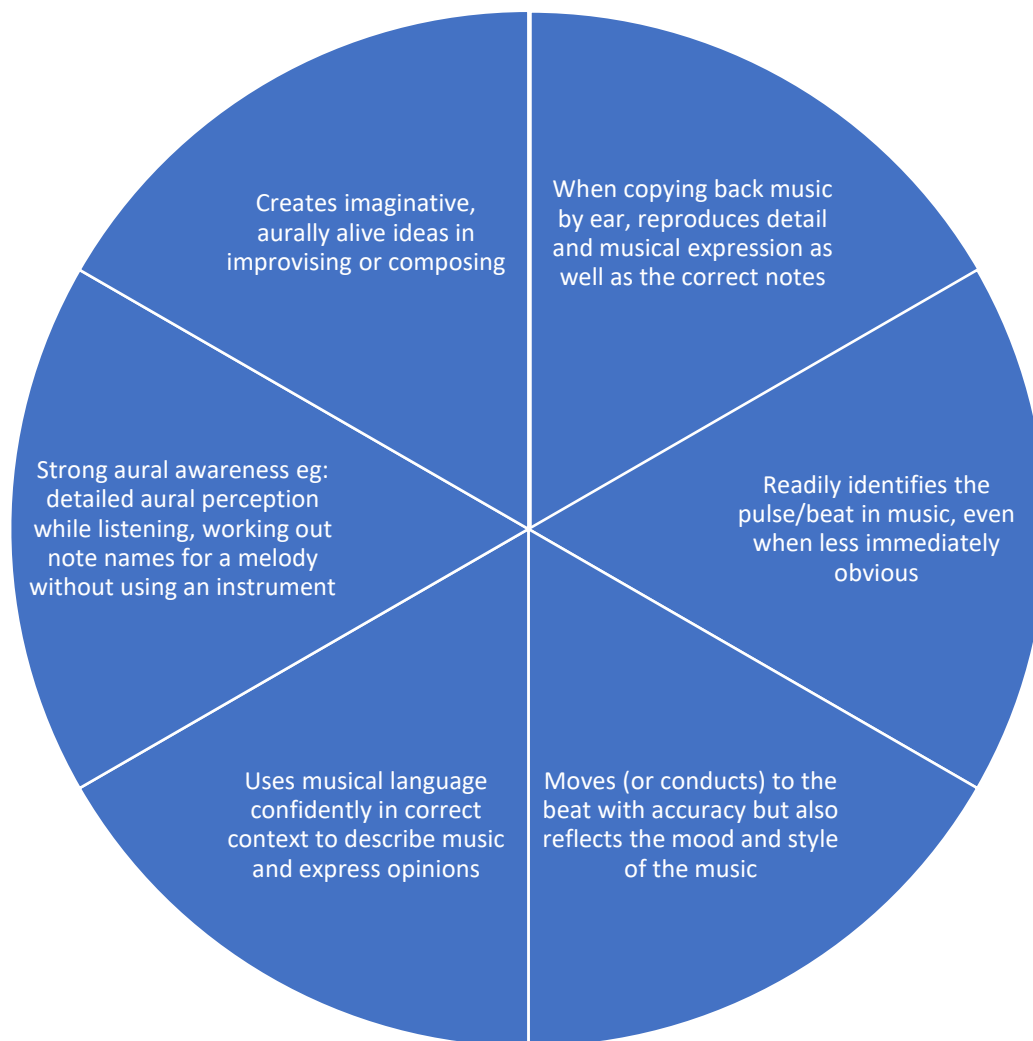 When copying back music
by ear, reproduces detail
and musical expression as
well as the correct notes
Readily identifies the
pulse/beat in music, even
when less immediately
obvious
Moves (or conducts) to the
beat with accuracy but also
reflects the mood and style
of the music
Uses musical language
confidently in correct
context to describe music
and express opinions
Strong aural awareness eg:
detailed aural perception
while listening, working out
note names for a melody
without using an instrument
Creates imaginative,
aurally alive ideas in
improvising or composing